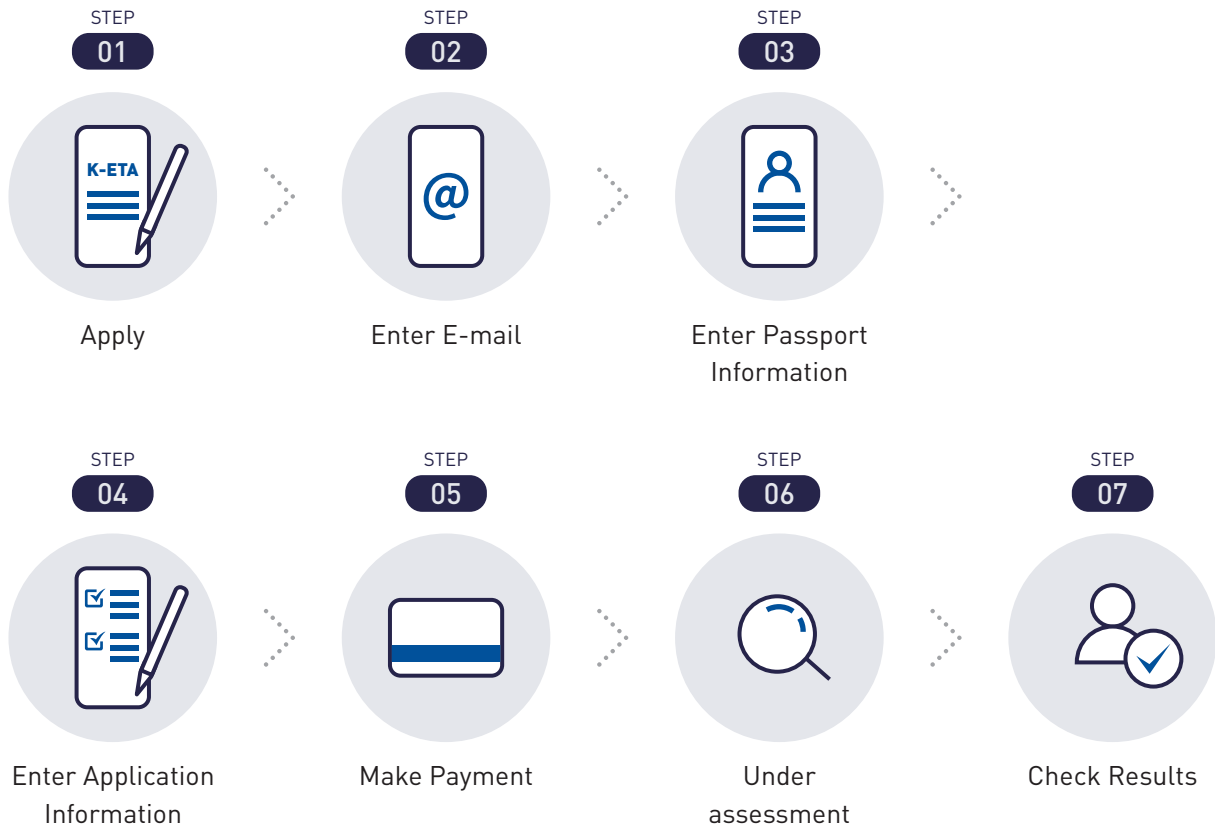 STEP
01
STEP
02
STEP
03
K-ETA
@
Apply
Enter E-mail
Enter Passport
Information
STEP
04
STEP
05
STEP
06
STEP
07
Enter Application
Information
Make Payment
Under
assessment
Check Results